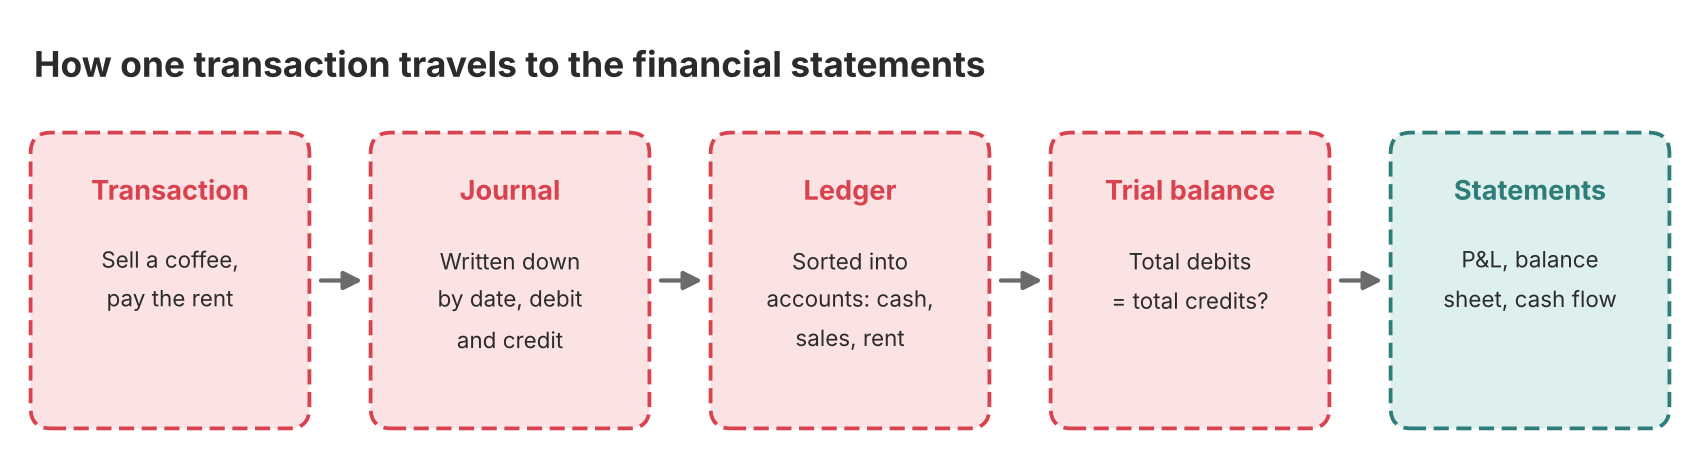 How one transaction travels to the financial statements
Transaction
Sell a coffee,
pay the rent
Journal
Written down
by date, debit
and credit
Ledger
Sorted into
accounts: cash,
sales, rent
Trial balance
Total debits
= total credits?
Statements
P&L, balance
sheet, cash flow